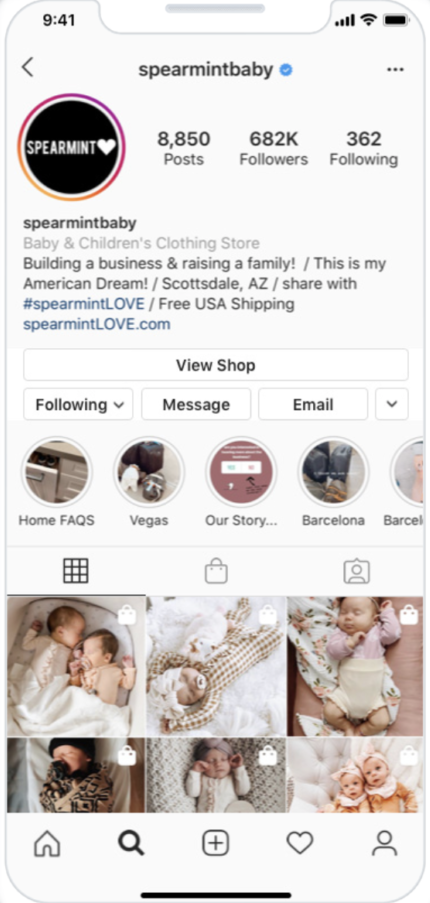 9:41
spearmintbaby
SPEARMINT
8,850 682K 362
Posts Followers Following
spearmintbaby
Baby & Children's Clothing Store
Building a business & raising a family! / This is my
American Dream! / Scottsdale, AZ / share with
#spearmintLOVE / Free USA Shipping
spearmintLOVE.com
View Shop
Following Message Email
Home FAQS Vegas Our Story... Barcelona Barcel